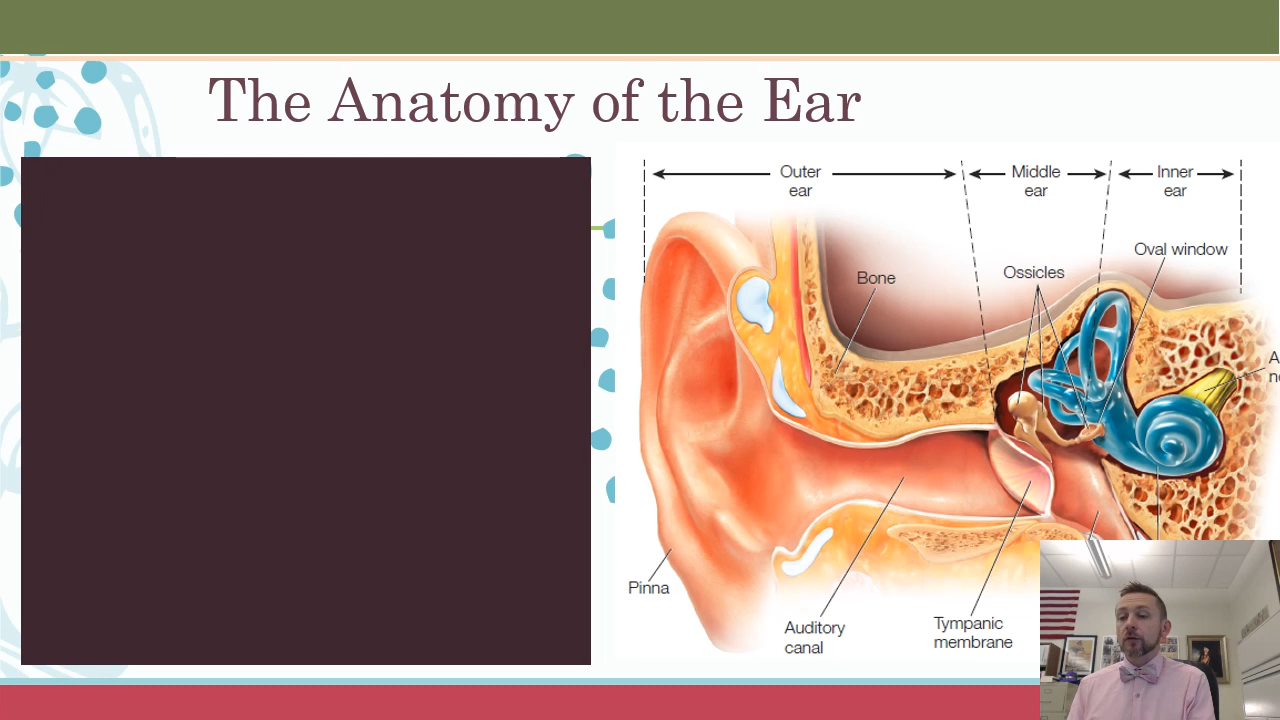 The Anatomy of the Ear
Outer
ear
Middle
ear
Inner
ear
Oval window
Ossicles
Bone
Pinna
Auditory
canal
Tympanic
membrane